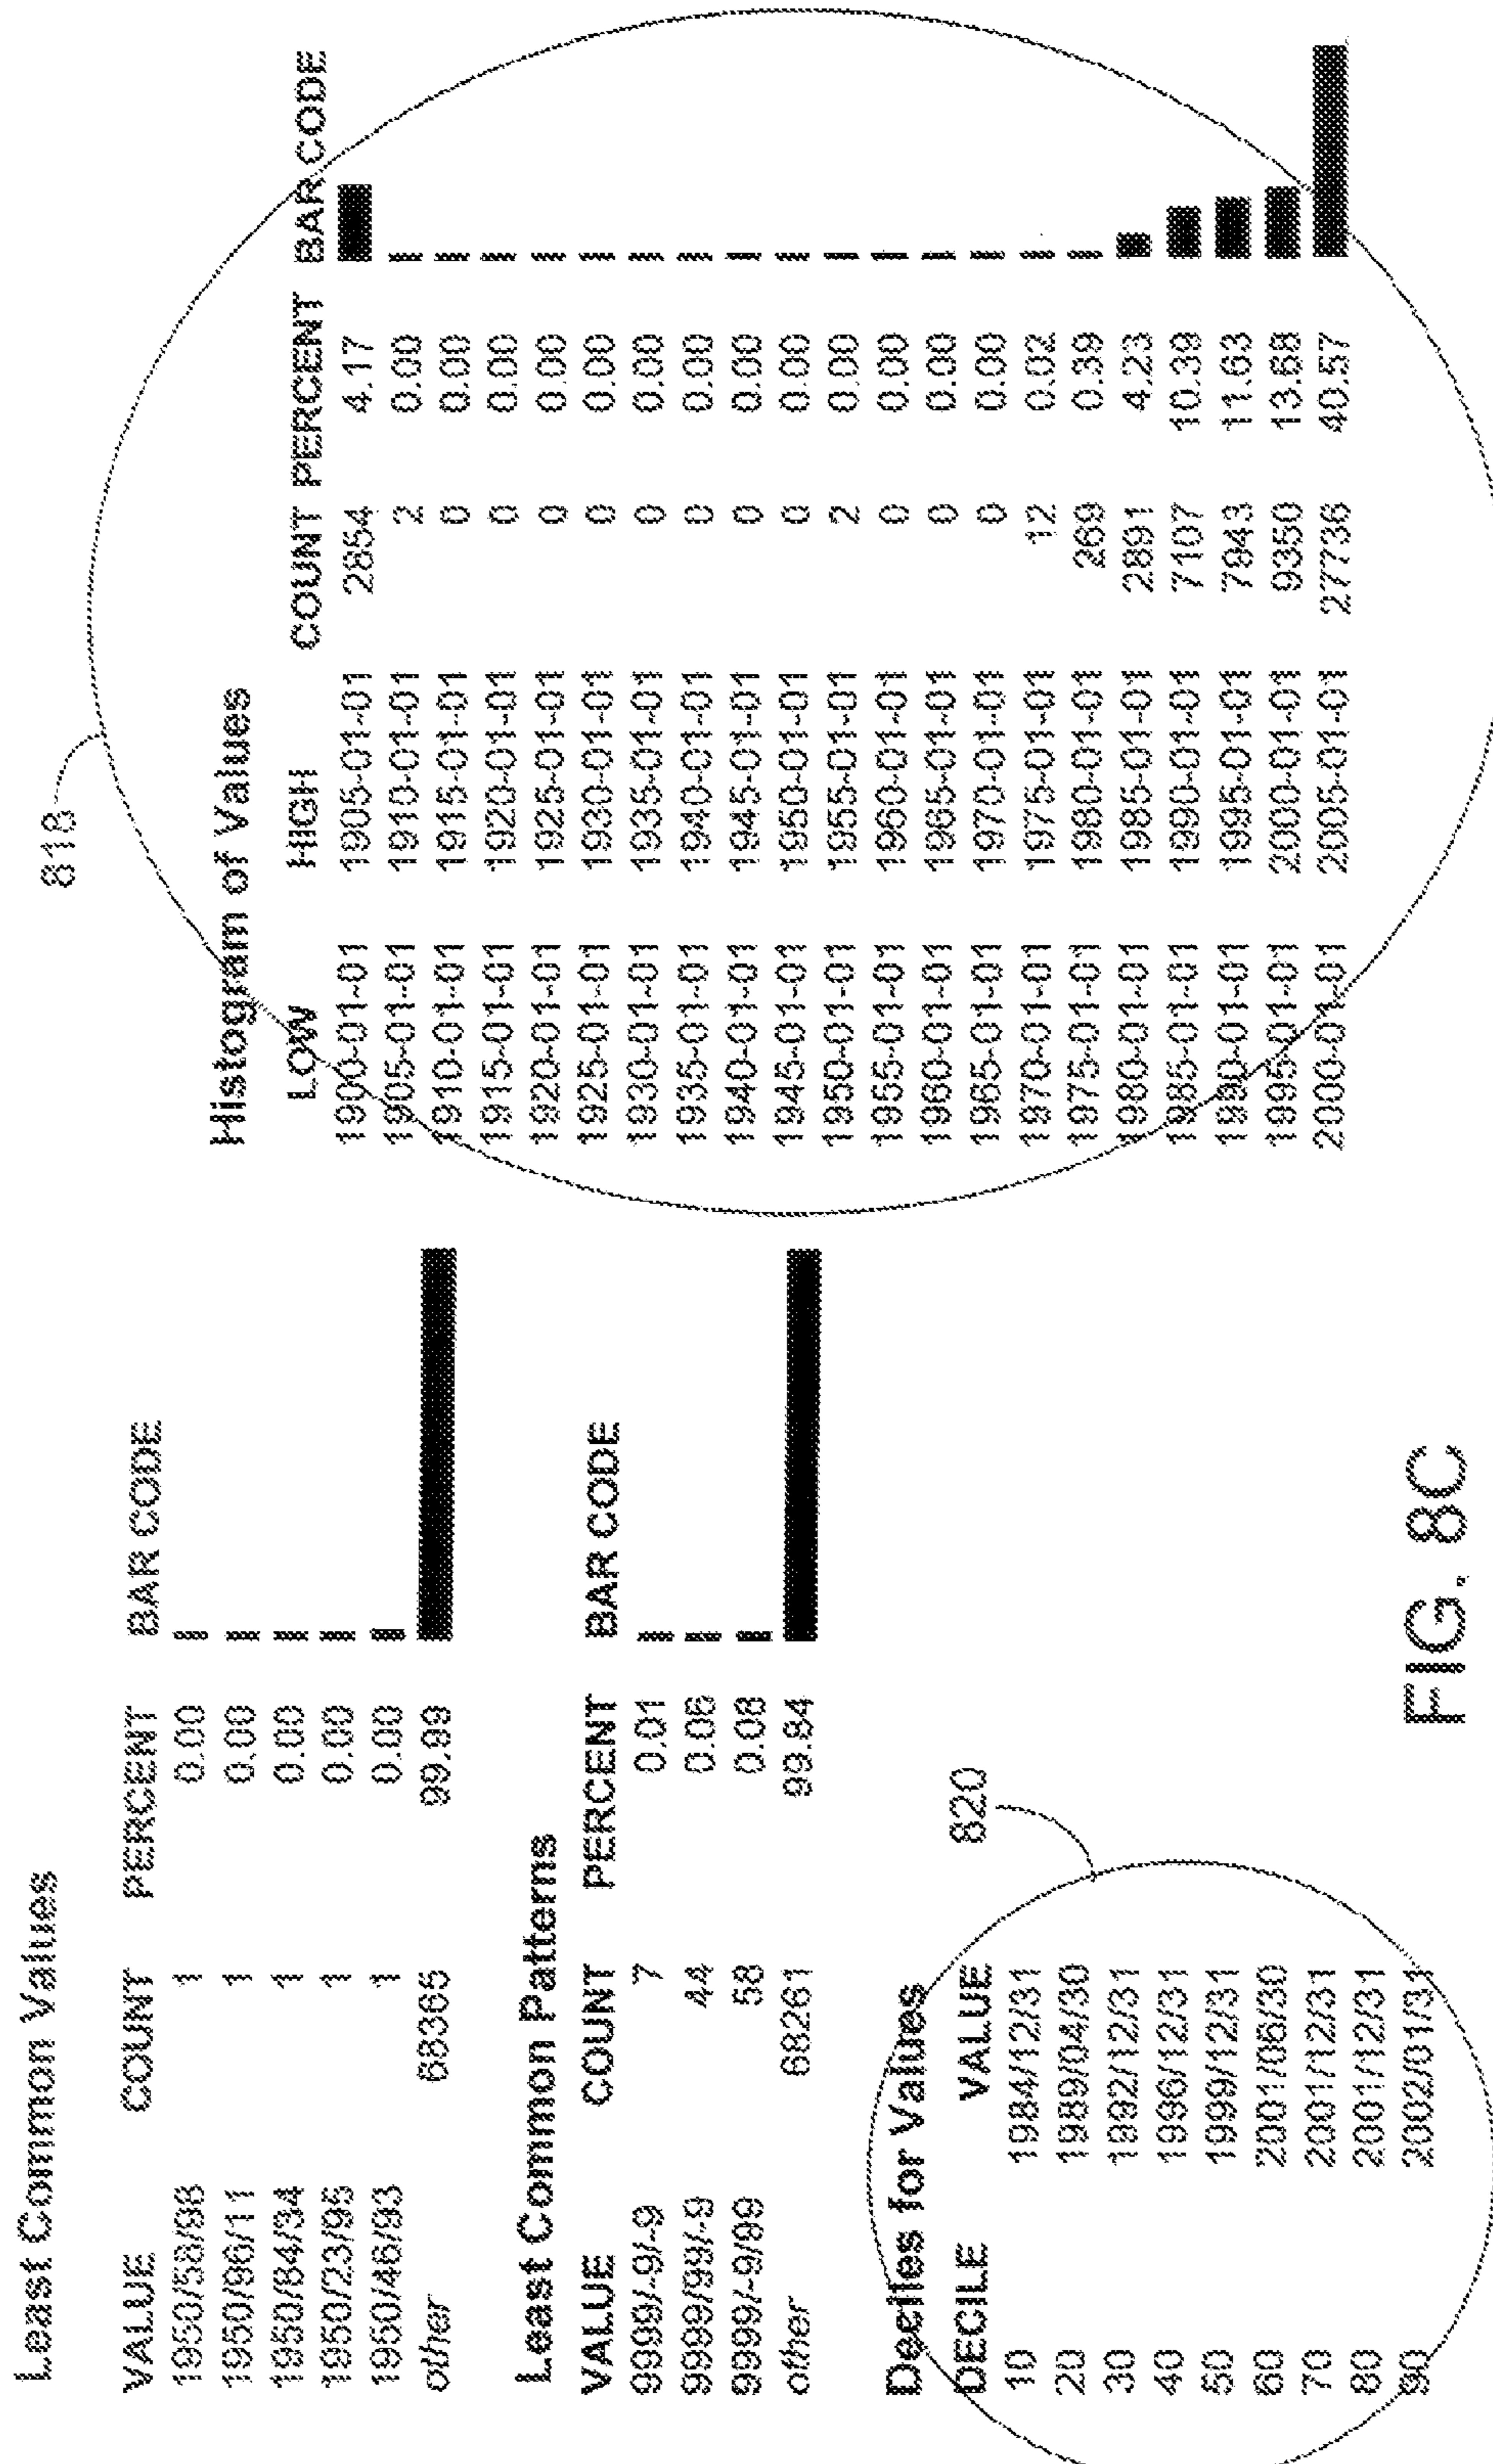 Least Common Values
VALUE COUNT PERCENT BAR CODE
1950/58/98 1 0.00
1950/96/11 1 0.00
1950/84/34 1 0.00
1950/23/95 1 0.00
1950/46/93 1 0.00
other 68365 99.99
Least Common Patterns
VALUE COUNT PERCENT BAR CODE
9999/-9/-9 7 0.01
9999/99/-9 44 0.06
9999/-9/99 58 0.08
other 68261 99.84
Deciles for Values
DECILE VALUE
10 1984/12/31
20 1989/04/30
30 1992/12/31
40 1996/12/31
50 1999/12/31
60 2001/06/30
70 2001/12/31
80 2001/12/31
90 2002/01/31
820
818
Histogram of Values
LOW HIGH COUNT PERCENT BAR CODE
1900-01-01 1905-01-01 2854 4.17
1905-01-01 1910-01-01 2 0.00
1910-01-01 1915-01-01 0 0.00
1915-01-01 1920-01-01 0 0.00
1920-01-01 1925-01-01 0 0.00
1925-01-01 1930-01-01 0 0.00
1930-01-01 1935-01-01 0 0.00
1935-01-01 1940-01-01 0 0.00
1940-01-01 1945-01-01 0 0.00
1945-01-01 1950-01-01 0 0.00
1950-01-01 1955-01-01 2 0.00
1955-01-01 1960-01-01 0 0.00
1960-01-01 1965-01-01 0 0.00
1965-01-01 1970-01-01 0 0.00
1970-01-01 1975-01-01 12 0.02
1975-01-01 1980-01-01 269 0.39
1980-01-01 1985-01-01 2891 4.23
1985-01-01 1990-01-01 7107 10.39
1990-01-01 1995-01-01 7943 11.63
1995-01-01 2000-01-01 9350 13.68
2000-01-01 2005-01-01 27736 40.57
FIG. 8C